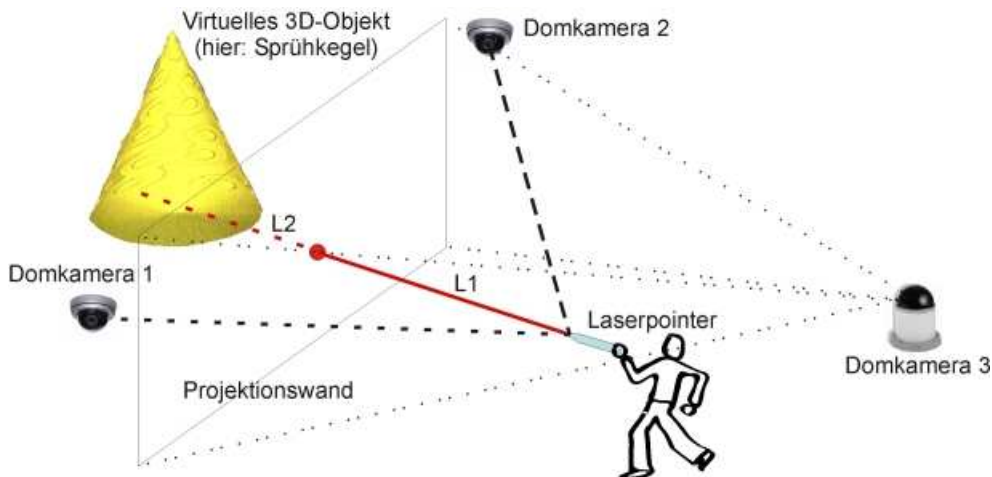 Virtuelles 3D-Objekt
(hier: Sprühkegel)
Domkamera 2
L2
Domkamera 1
L1
Laserpointer
Domkamera 3
Projektionswand